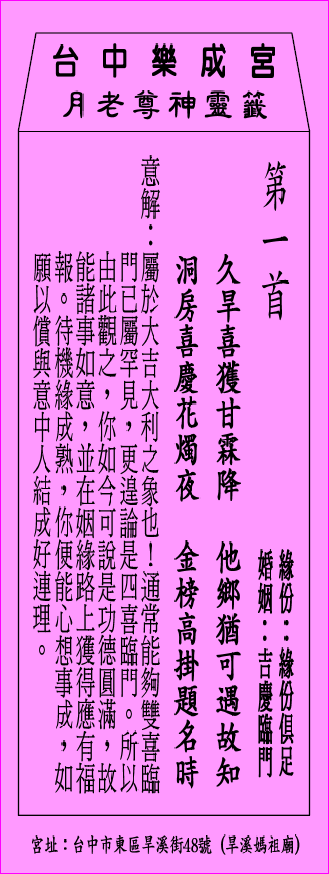 台中樂成宮
月老尊神靈籤
第一首
緣份：緣份俱足
婚姻：吉慶臨門
久旱喜獲甘霖降　他鄉猶可遇故知
洞房喜慶花燭夜　金榜高掛題名時
意解：屬於大吉大利之象也！通常能夠雙喜臨
門已屬罕見，更遑論是四喜臨門。所以
由此觀之，你如今可說是功德圓滿，故
能諸事如意，並在姻緣路上獲得應有福
報。待機緣成熟，你便能心想事成，如
願以償與意中人結成好連理。
宮址：台中市東區旱溪街48號（旱溪媽祖廟）